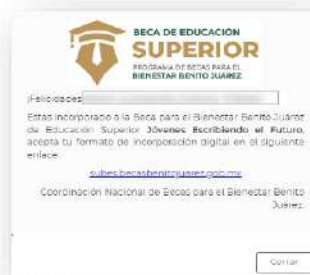 BECA DE EDUCACIÓN
SUPERIOR
PROGRAMA DE BECAS PARA EL
BIENESTAR BENITO JUÁREZ
¡Felicidades
Estas incorporado a la Beca para el Bienestar Benito Juárez
de Educación Superior Jóvenes Escribiendo el Futuro,
acepta tu formato de incorporación digital en el siguiente
enlace:
subes.becasbenitojuarez.gob.mx
Coordinación Nacional de Becas para el Bienestar Benito
Juárez.
Cerrar